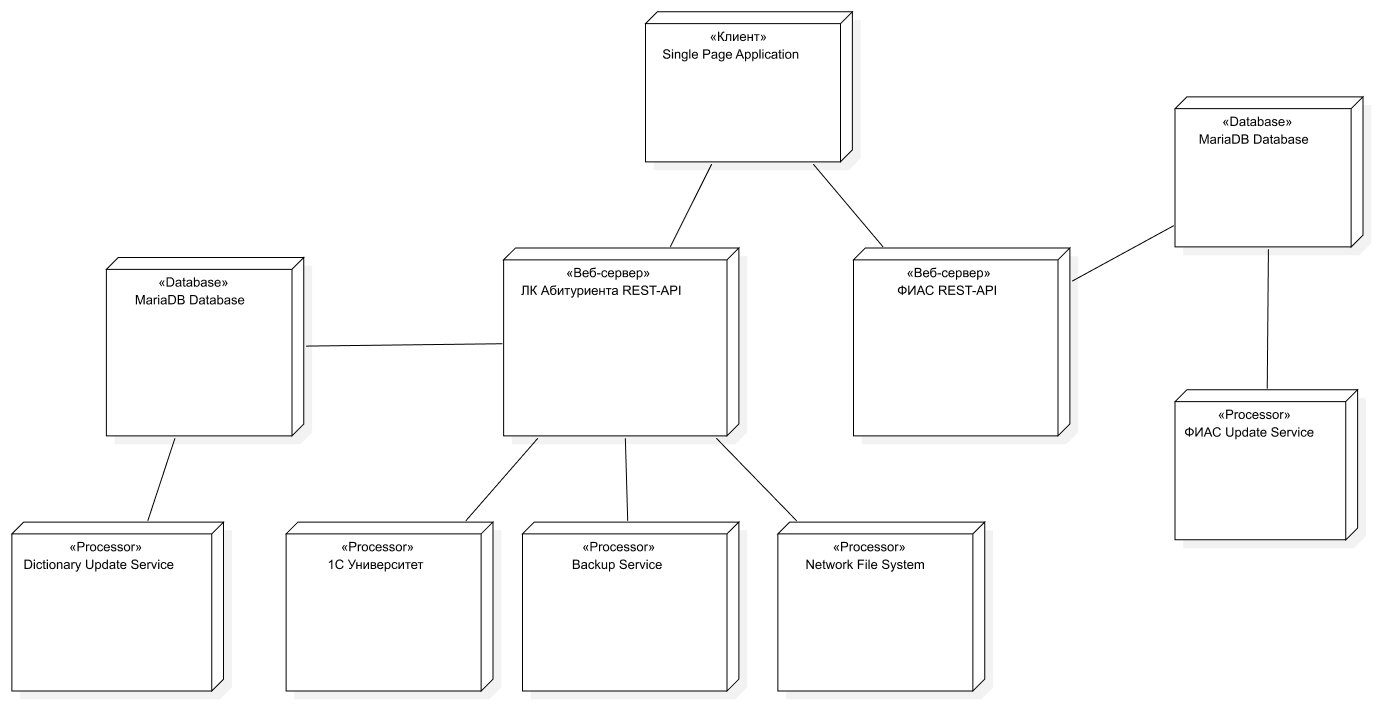 «Клиент»
Single Page Application
«Database»
MariaDB Database
«Database»
MariaDB Database
«Веб-сервер»
ЛК Абитуриента REST-API
«Веб-сервер»
ФИАС REST-API
«Processor»
ФИАС Update Service
«Processor»
Dictionary Update Service
«Processor»
1С Университет
«Processor»
Backup Service
«Processor»
Network File System